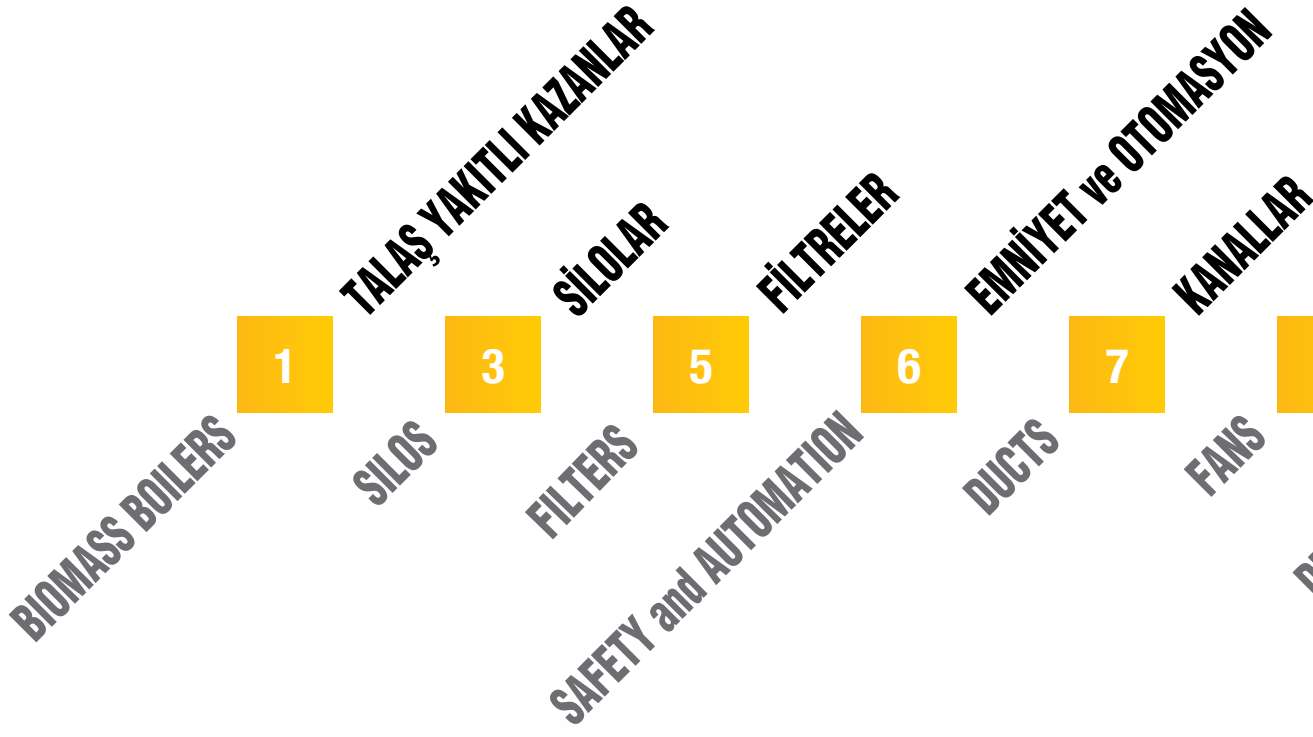 TALAŞ YAKITLI KAZANLAR
1
BIOMASS BOILERS
SİLOLAR
3
SILOS
FİLTRELER
5
FILTERS
EMNİYET ve OTOMASYON
6
SAFETY and AUTOMATION
KANALLAR
7
DUCTS
FANS